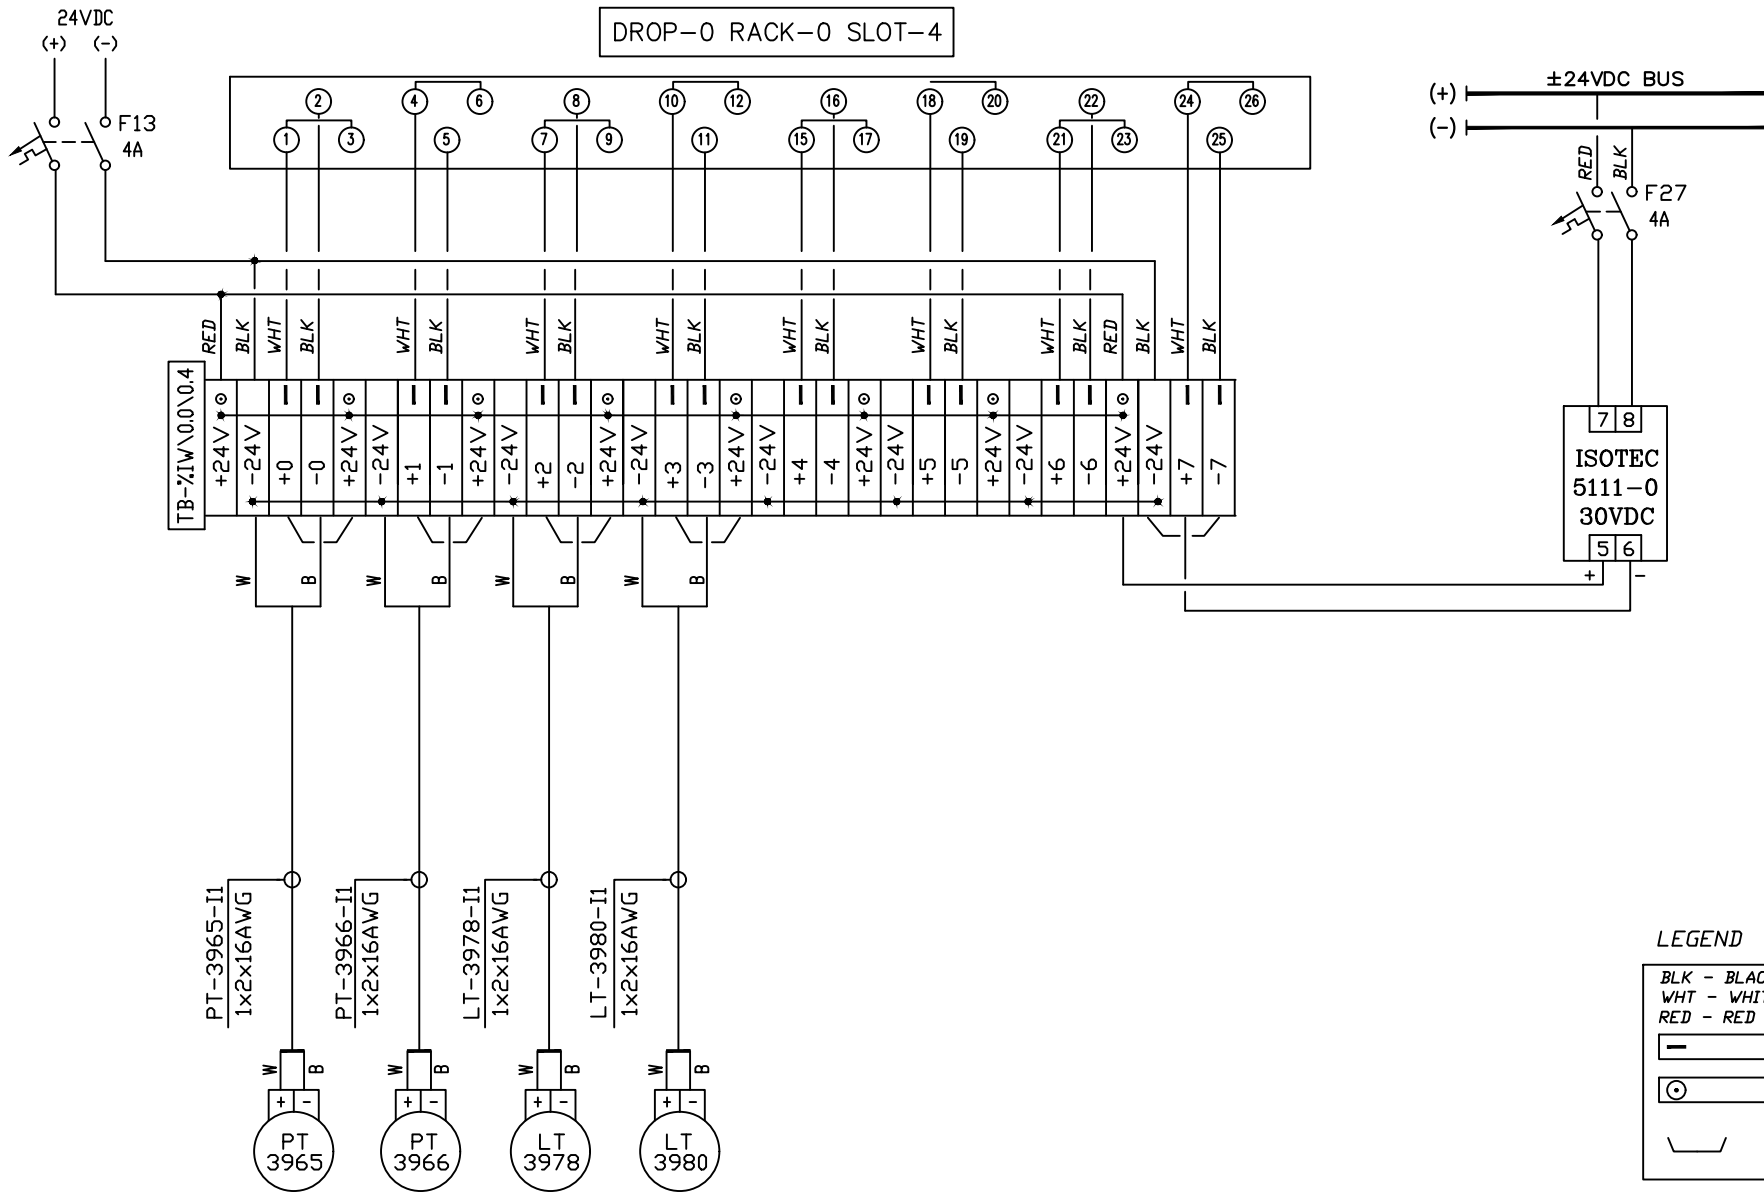 24VDC
(+) (-)
F13
4A
DROP-0 RACK-0 SLOT-4
2 4 6 8 10 12 16 18 20 22 24 26
1 3 5 7 9 11 15 17 19 21 23 25
±24VDC BUS
(+)
(-)
RED BLK
F27
4A
RED BLK WHT BLK WHT BLK WHT BLK WHT BLK WHT BLK WHT BLK WHT BLK RED BLK WHT BLK
TB-%IW\0.0\0.4
+24V -24V +0 -0 +24V -24V +1 -1 +24V -24V +2 -2 +24V -24V +3 -3 +24V -24V +4 -4 +24V -24V +5 -5 +24V -24V +6 -6 +24V -24V +7 -7
7 8
ISOTEC
5111-0
30VDC
5 6
+ -
W B W B W B W B
PT-3965-I1
1x2x16AWG
PT-3966-I1
1x2x16AWG
LT-3978-I1
1x2x16AWG
LT-3980-I1
1x2x16AWG
W B W B W B W B
+ - + - + - + -
PT
3965
PT
3966
LT
3978
LT
3980
LEGEND
BLK - BLAC
WHT - WHIT
RED - RED